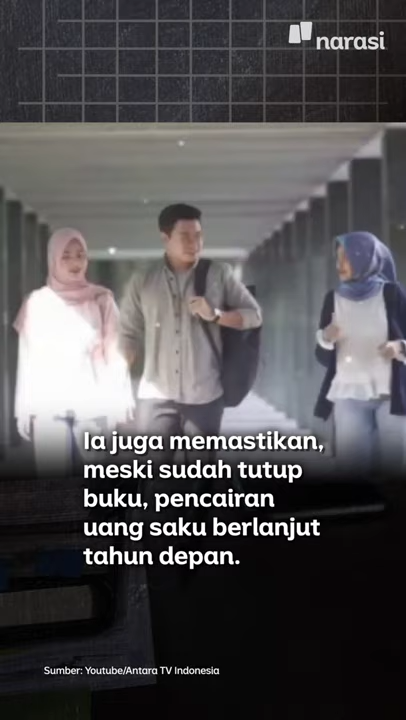 narasi
Ia juga memastikan,
meski sudah tutup
buku, pencairan
uang saku berlanjut
tahun depan.
Sumber: Youtube/Antara TV Indonesia